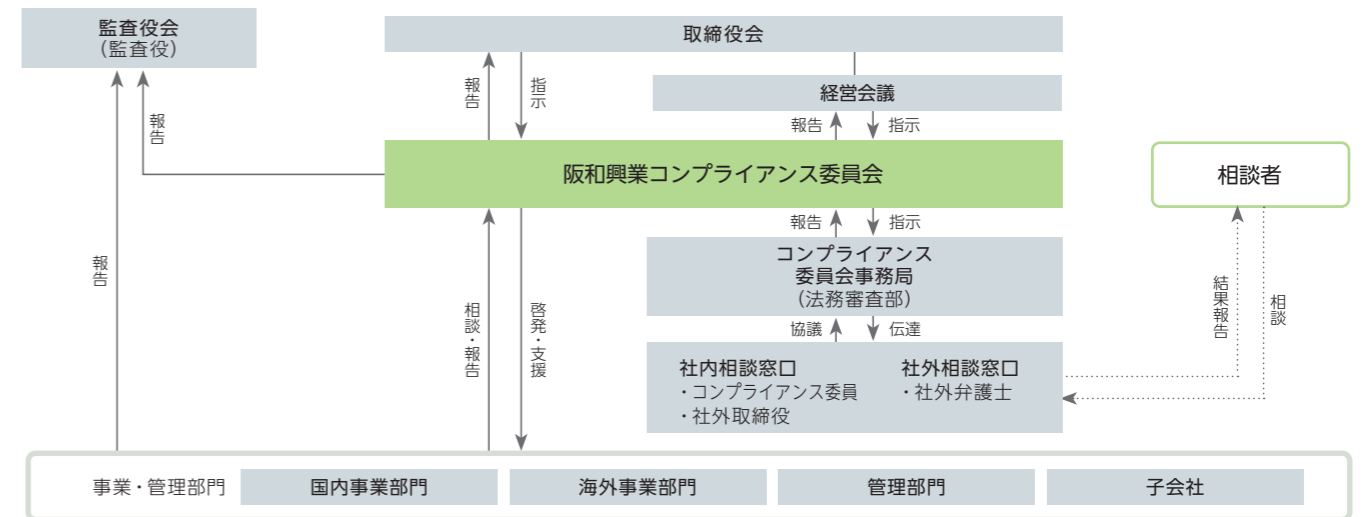 監査役会
（監査役）
取締役会
報告
指示
経営会議
報告
報告
指示
阪和興業コンプライアンス委員会
相談者
報告
指示
報告
コンプライアンス
委員会事務局
（法務審査部）
相談・報告
啓発・支援
結果報告
相談
協議
伝達
社内相談窓口
・コンプライアンス委員
・社外取締役
社外相談窓口
・社外弁護士
事業・管理部門
国内事業部門
海外事業部門
管理部門
子会社